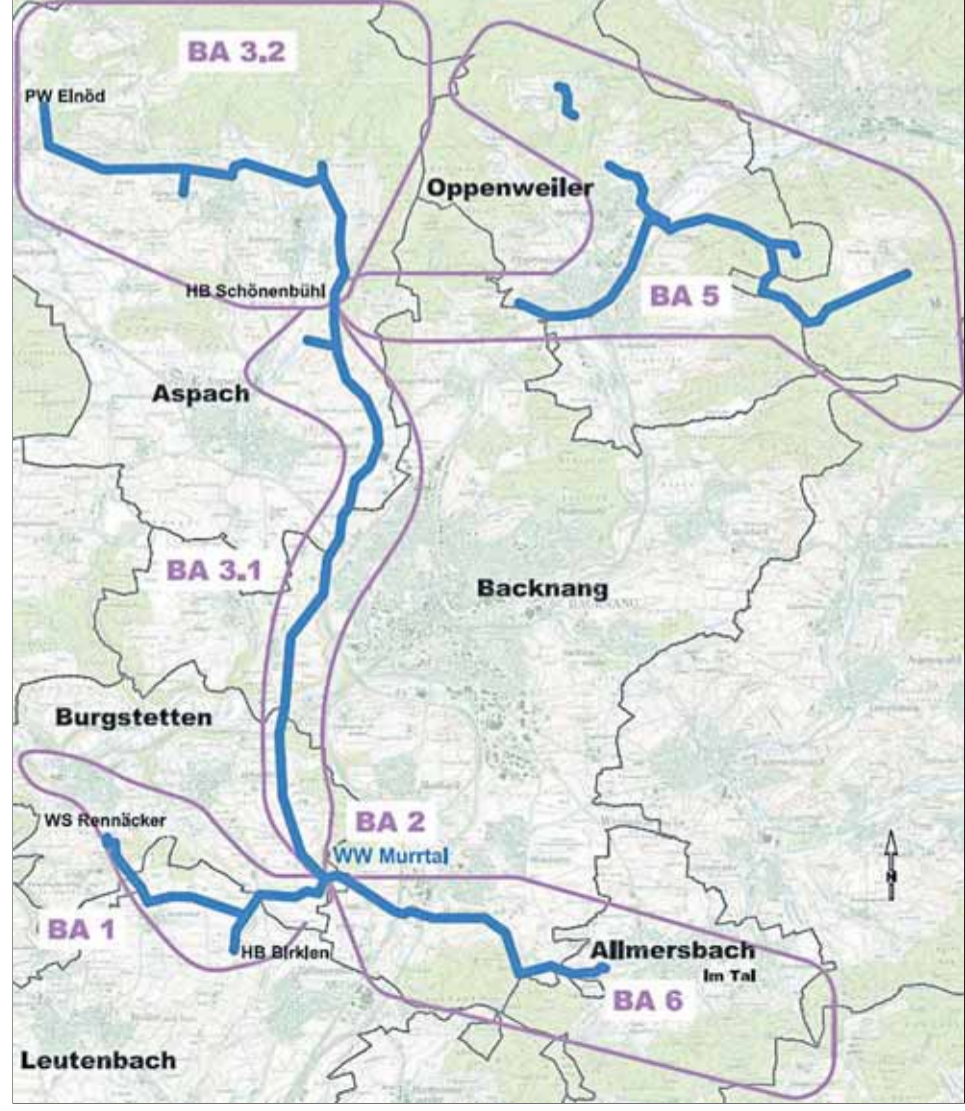 BA 3.2
PW Elnöd
Oppenweiler
HB Schönenbühl
BA 5
Aspach
BA 3.1
Backnang
BACKNANG
Burgstetten
WS Rennäcker
BA 2
WW Murrtal
N
BA 1
HB Birklen
Allmersbach
Im Tal
BA 6
Leutenbach